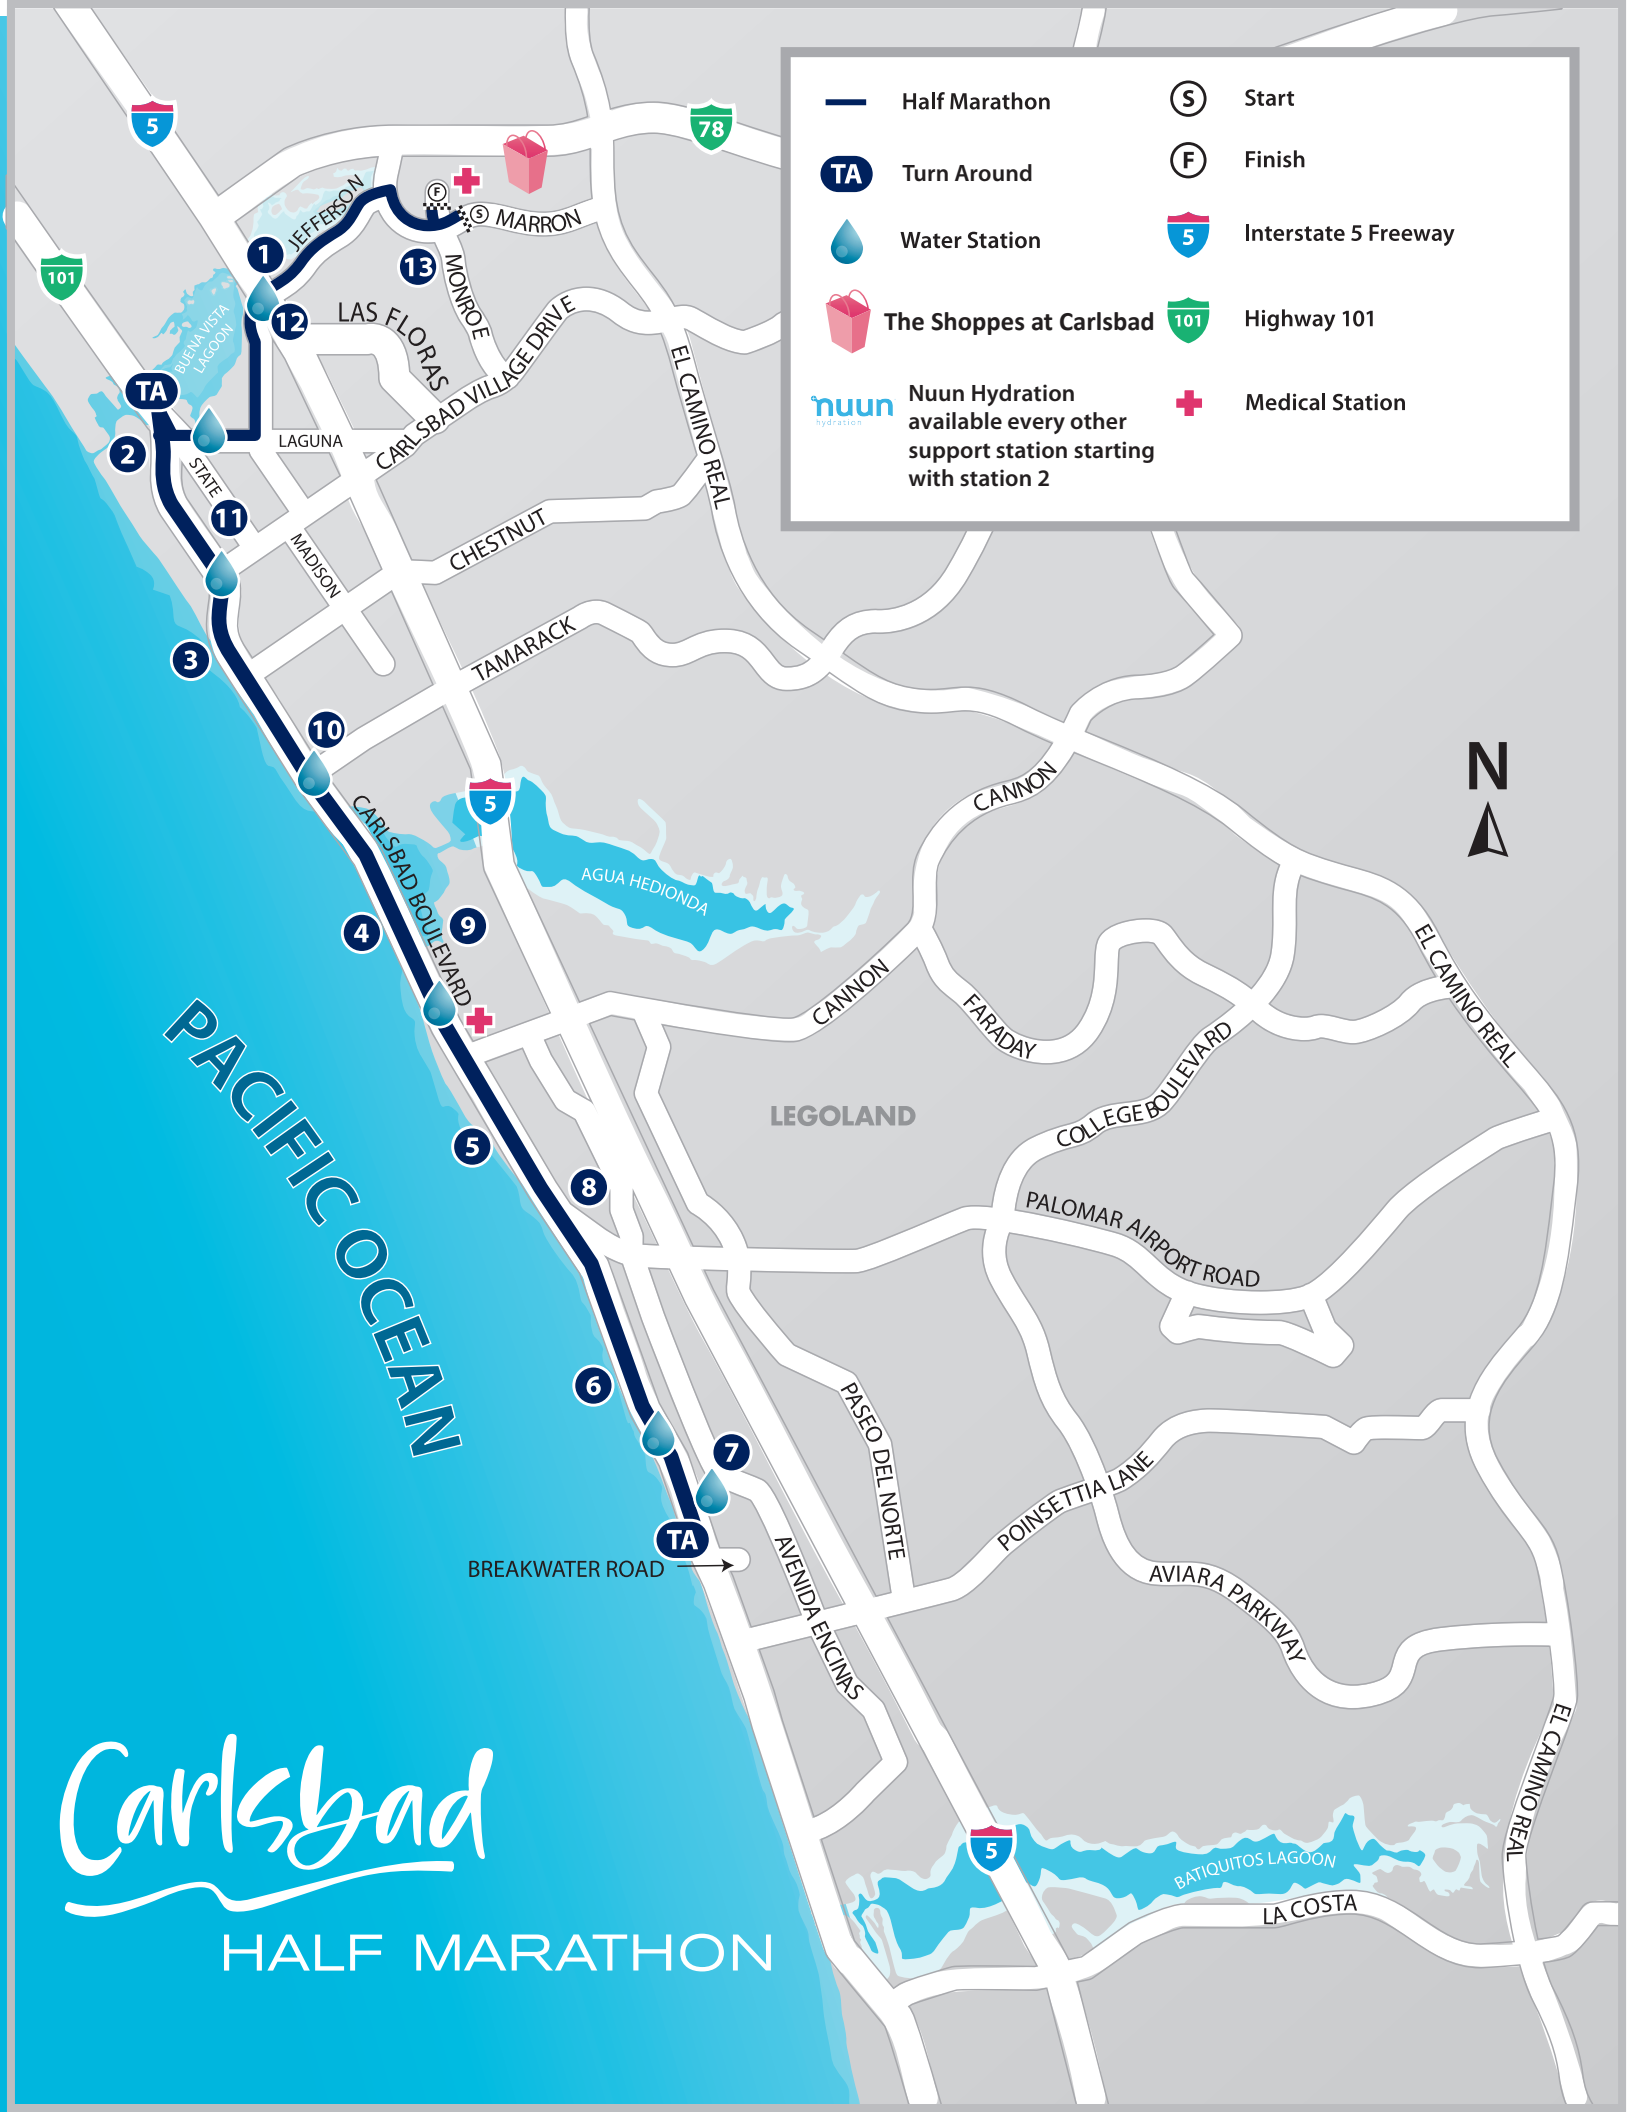 5
78
101
Half Marathon
TA
Turn Around
Water Station
The Shoppes at Carlsbad
nuun
hydration
Nuun Hydration
available every other
support station starting
with station 2
S
Start
F
Finish
5
Interstate 5 Freeway
101
Highway 101
Medical Station
JEFFERSON
F
S
MARRON
1
13
MONROE
12
LAS FLORAS
BUENA VISTA
LAGOON
CARLSBAD VILLAGE DRIVE
EL CAMINO REAL
TA
2
LAGUNA
STATE
11
MADISON
CHESTNUT
3
TAMARACK
10
N
5
CANNON
CARLSBAD BOULEVARD
AGUA HEDIONDA
4
9
CANNON
FARADAY
EL CAMINO REAL
PACIFIC OCEAN
LEGOLAND
COLLEGE BOULEVARD
5
8
PALOMAR AIRPORT ROAD
6
7
PASEO DEL NORTE
POINSETTIA LANE
TA
BREAKWATER ROAD
AVENIDA ENCINAS
AVIARA PARKWAY
EL CAMINO REAL
5
BATIQUITOS LAGOON
LA COSTA
Carlsbad
HALF MARATHON